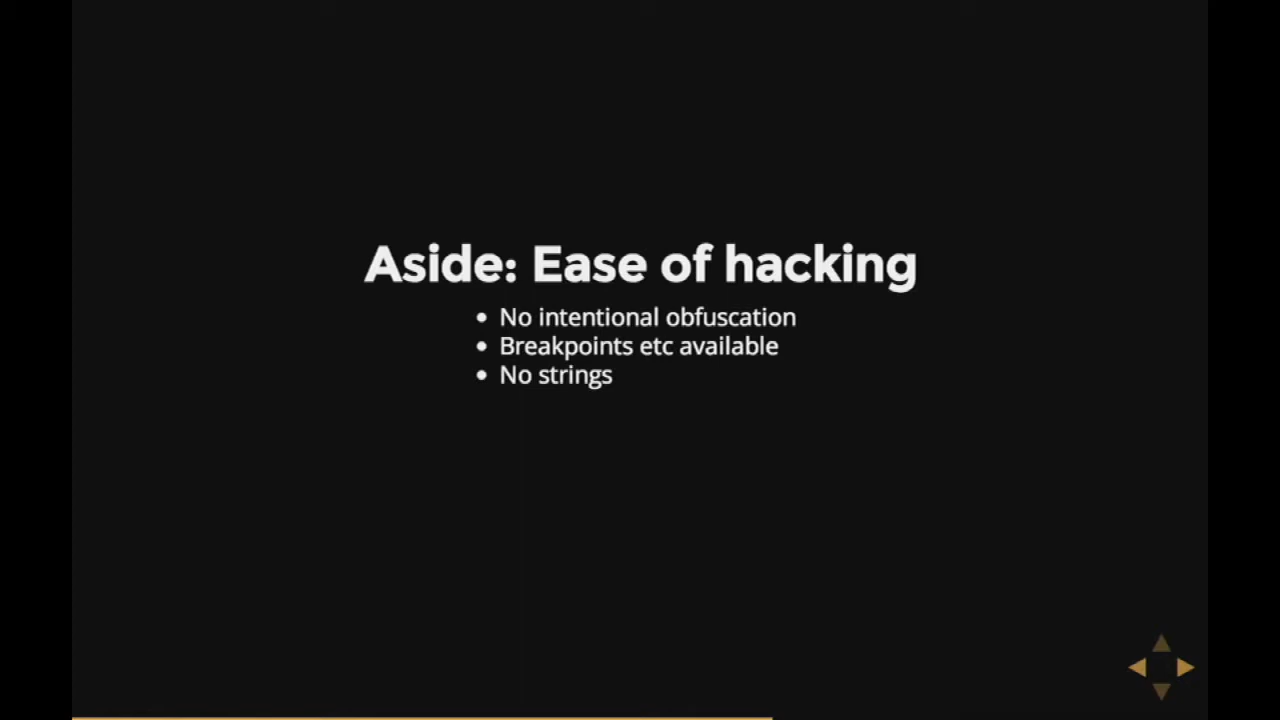 Aside: Ease of hacking
No intentional obfuscation
Breakpoints etc available
No strings